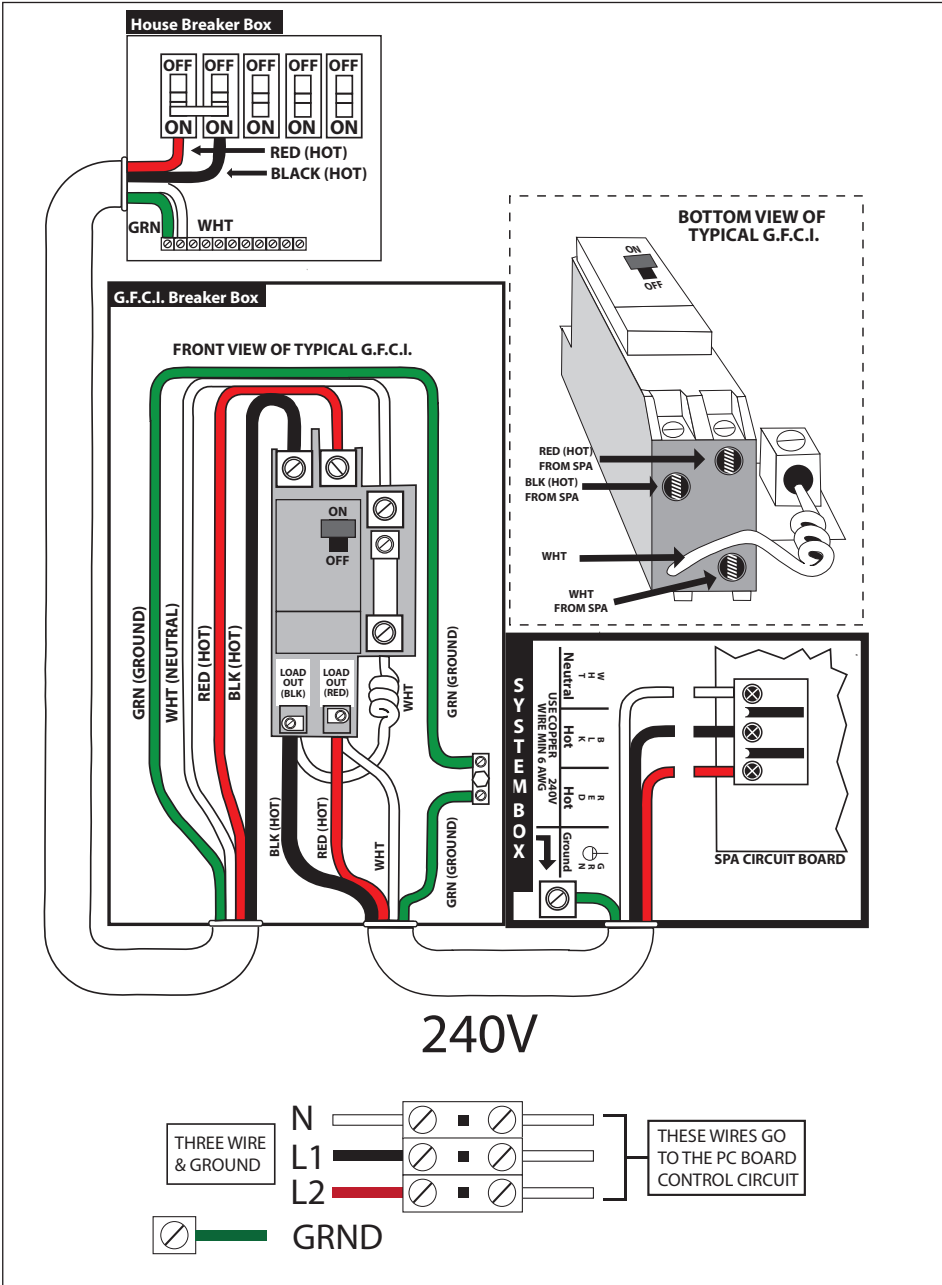 House Breaker Box
OFF OFF OFF OFF OFF
ON ON ON ON ON
RED (HOT)
BLACK (HOT)
GRN
WHT
BOTTOM VIEW OF
TYPICAL G.F.C.I.
ON
OFF
RED (HOT)
FROM SPA
BLK (HOT)
FROM SPA
WHT
WHT
FROM SPA
G.F.C.I. Breaker Box
FRONT VIEW OF TYPICAL G.F.C.I.
ON
OFF
GRN (GROUND)
WHT (NEUTRAL)
RED (HOT)
BLK (HOT)
LOAD
OUT
(BLK)
LOAD
OUT
(RED)
WHT
GRN (GROUND)
BLK (HOT)
RED (HOT)
WHT
GRN (GROUND)
SYSTEM BOX
Neutral
WHT
USE COPPER
WIRE MIN 6 AWG
Hot
BLK
240V
Hot
RED
Ground
GRN
SPA CIRCUIT BOARD
240V
THREE WIRE
& GROUND
N
L1
L2
GRND
THESE WIRES GO
TO THE PC BOARD
CONTROL CIRCUIT